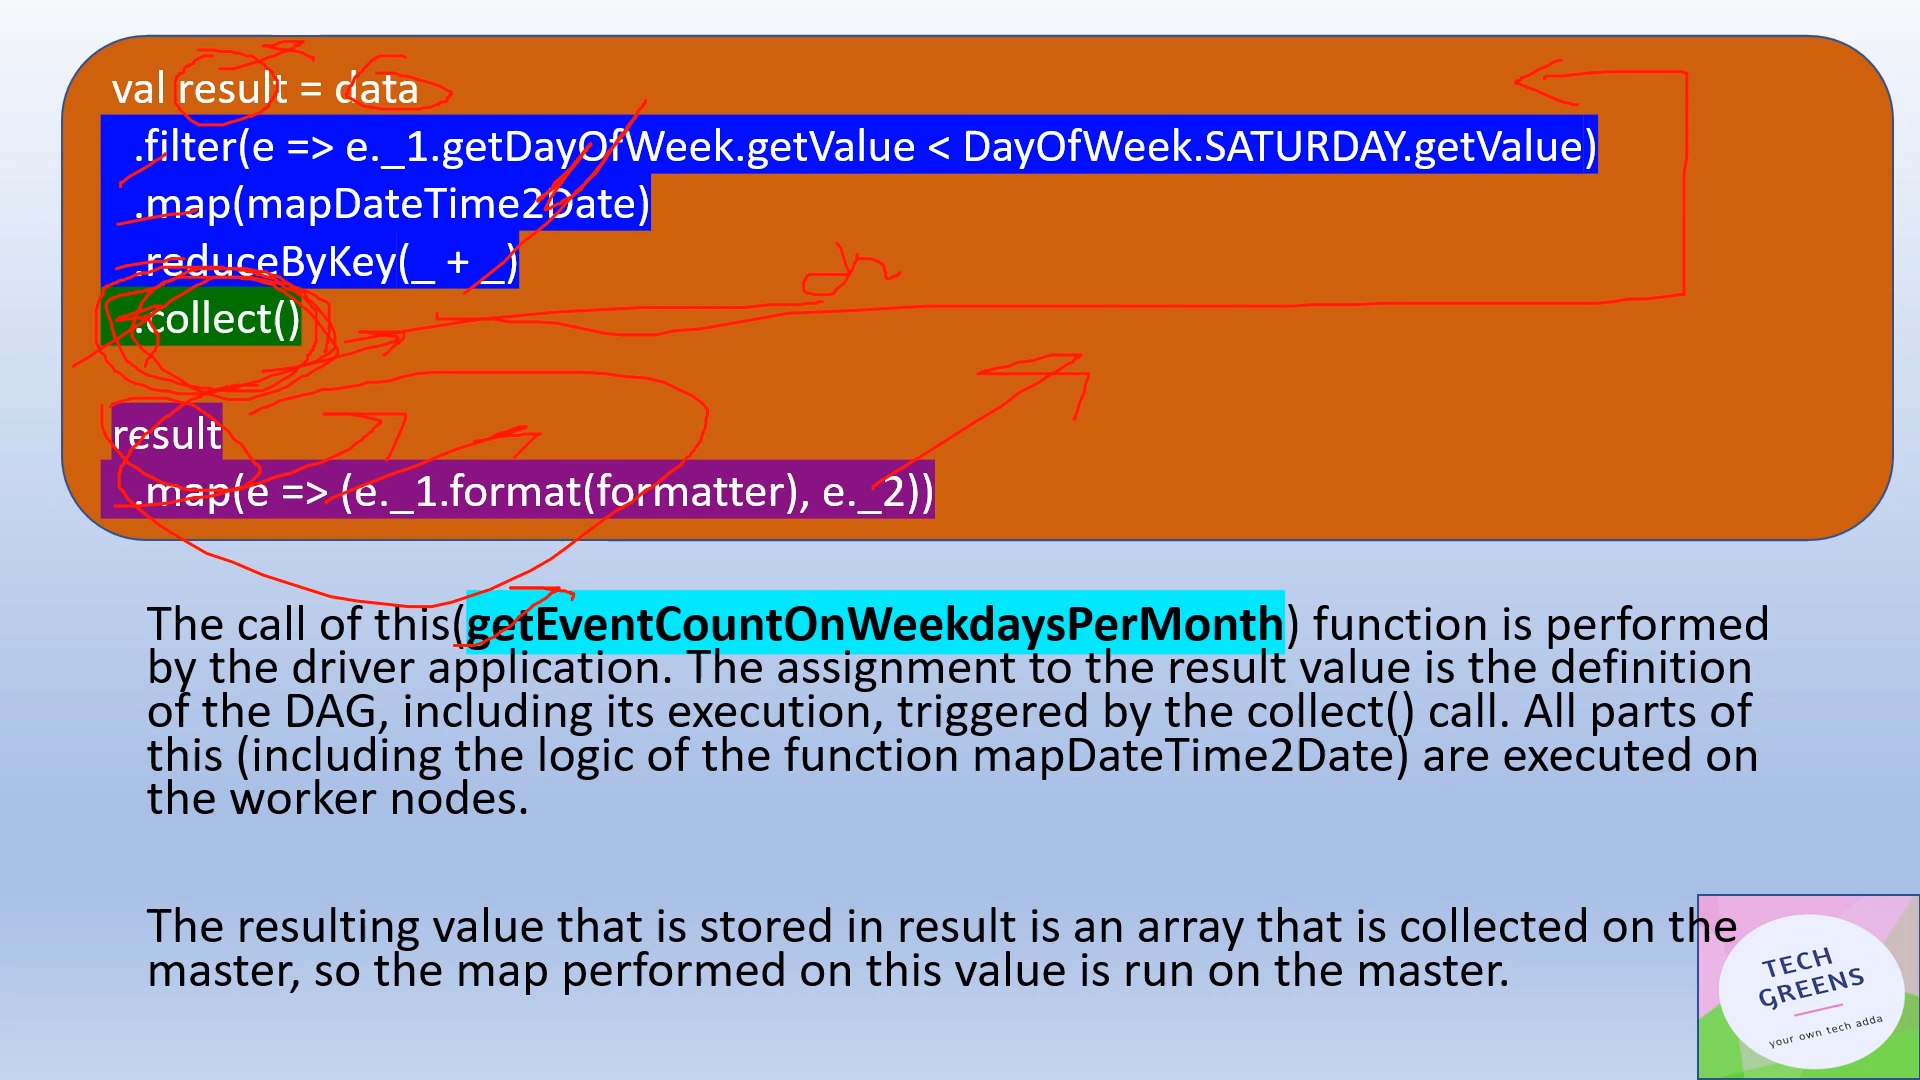 val result = data
.filter(e => e._1.getDayOfWeek.getValue < DayOfWeek.SATURDAY.getValue)
.map(mapDateTime2Date)
.reduceByKey(_ + _)
.collect()
result
.map(e => (e._1.format(formatter), e._2))
The call of this(getEventCountOnWeekdaysPerMonth) function is performed
by the driver application. The assignment to the result value is the definition
of the DAG, including its execution, triggered by the collect() call. All parts of
this (including the logic of the function mapDateTime2Date) are executed on
the worker nodes.
The resulting value that is stored in result is an array that is collected on the
master, so the map performed on this value is run on the master.
TECH
GREENS
your own tech adda